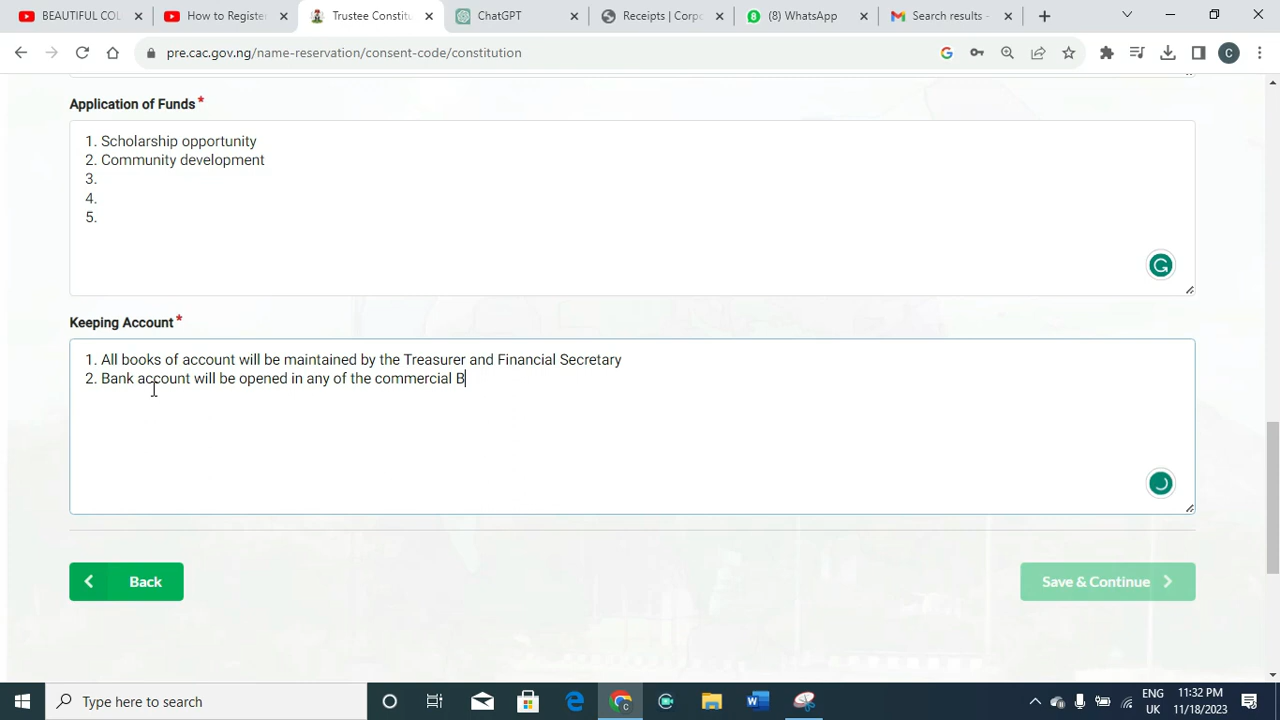 BEAUTIFUL COU
How to Register
Trustee Constitu
ChatGPT
Receipts | Corpo
(8) WhatsApp
Search results -
pre.cac.gov.ng/name-reservation/consent-code/constitution
C
Application of Funds *
1. Scholarship opportunity
2. Community development
3.
4.
5.
Keeping Account *
1. All books of account will be maintained by the Treasurer and Financial Secretary
2. Bank account will be opened in any of the commercial B
Back
Save & Continue
Type here to search
ENG
UK
11:32 PM
11/18/2023